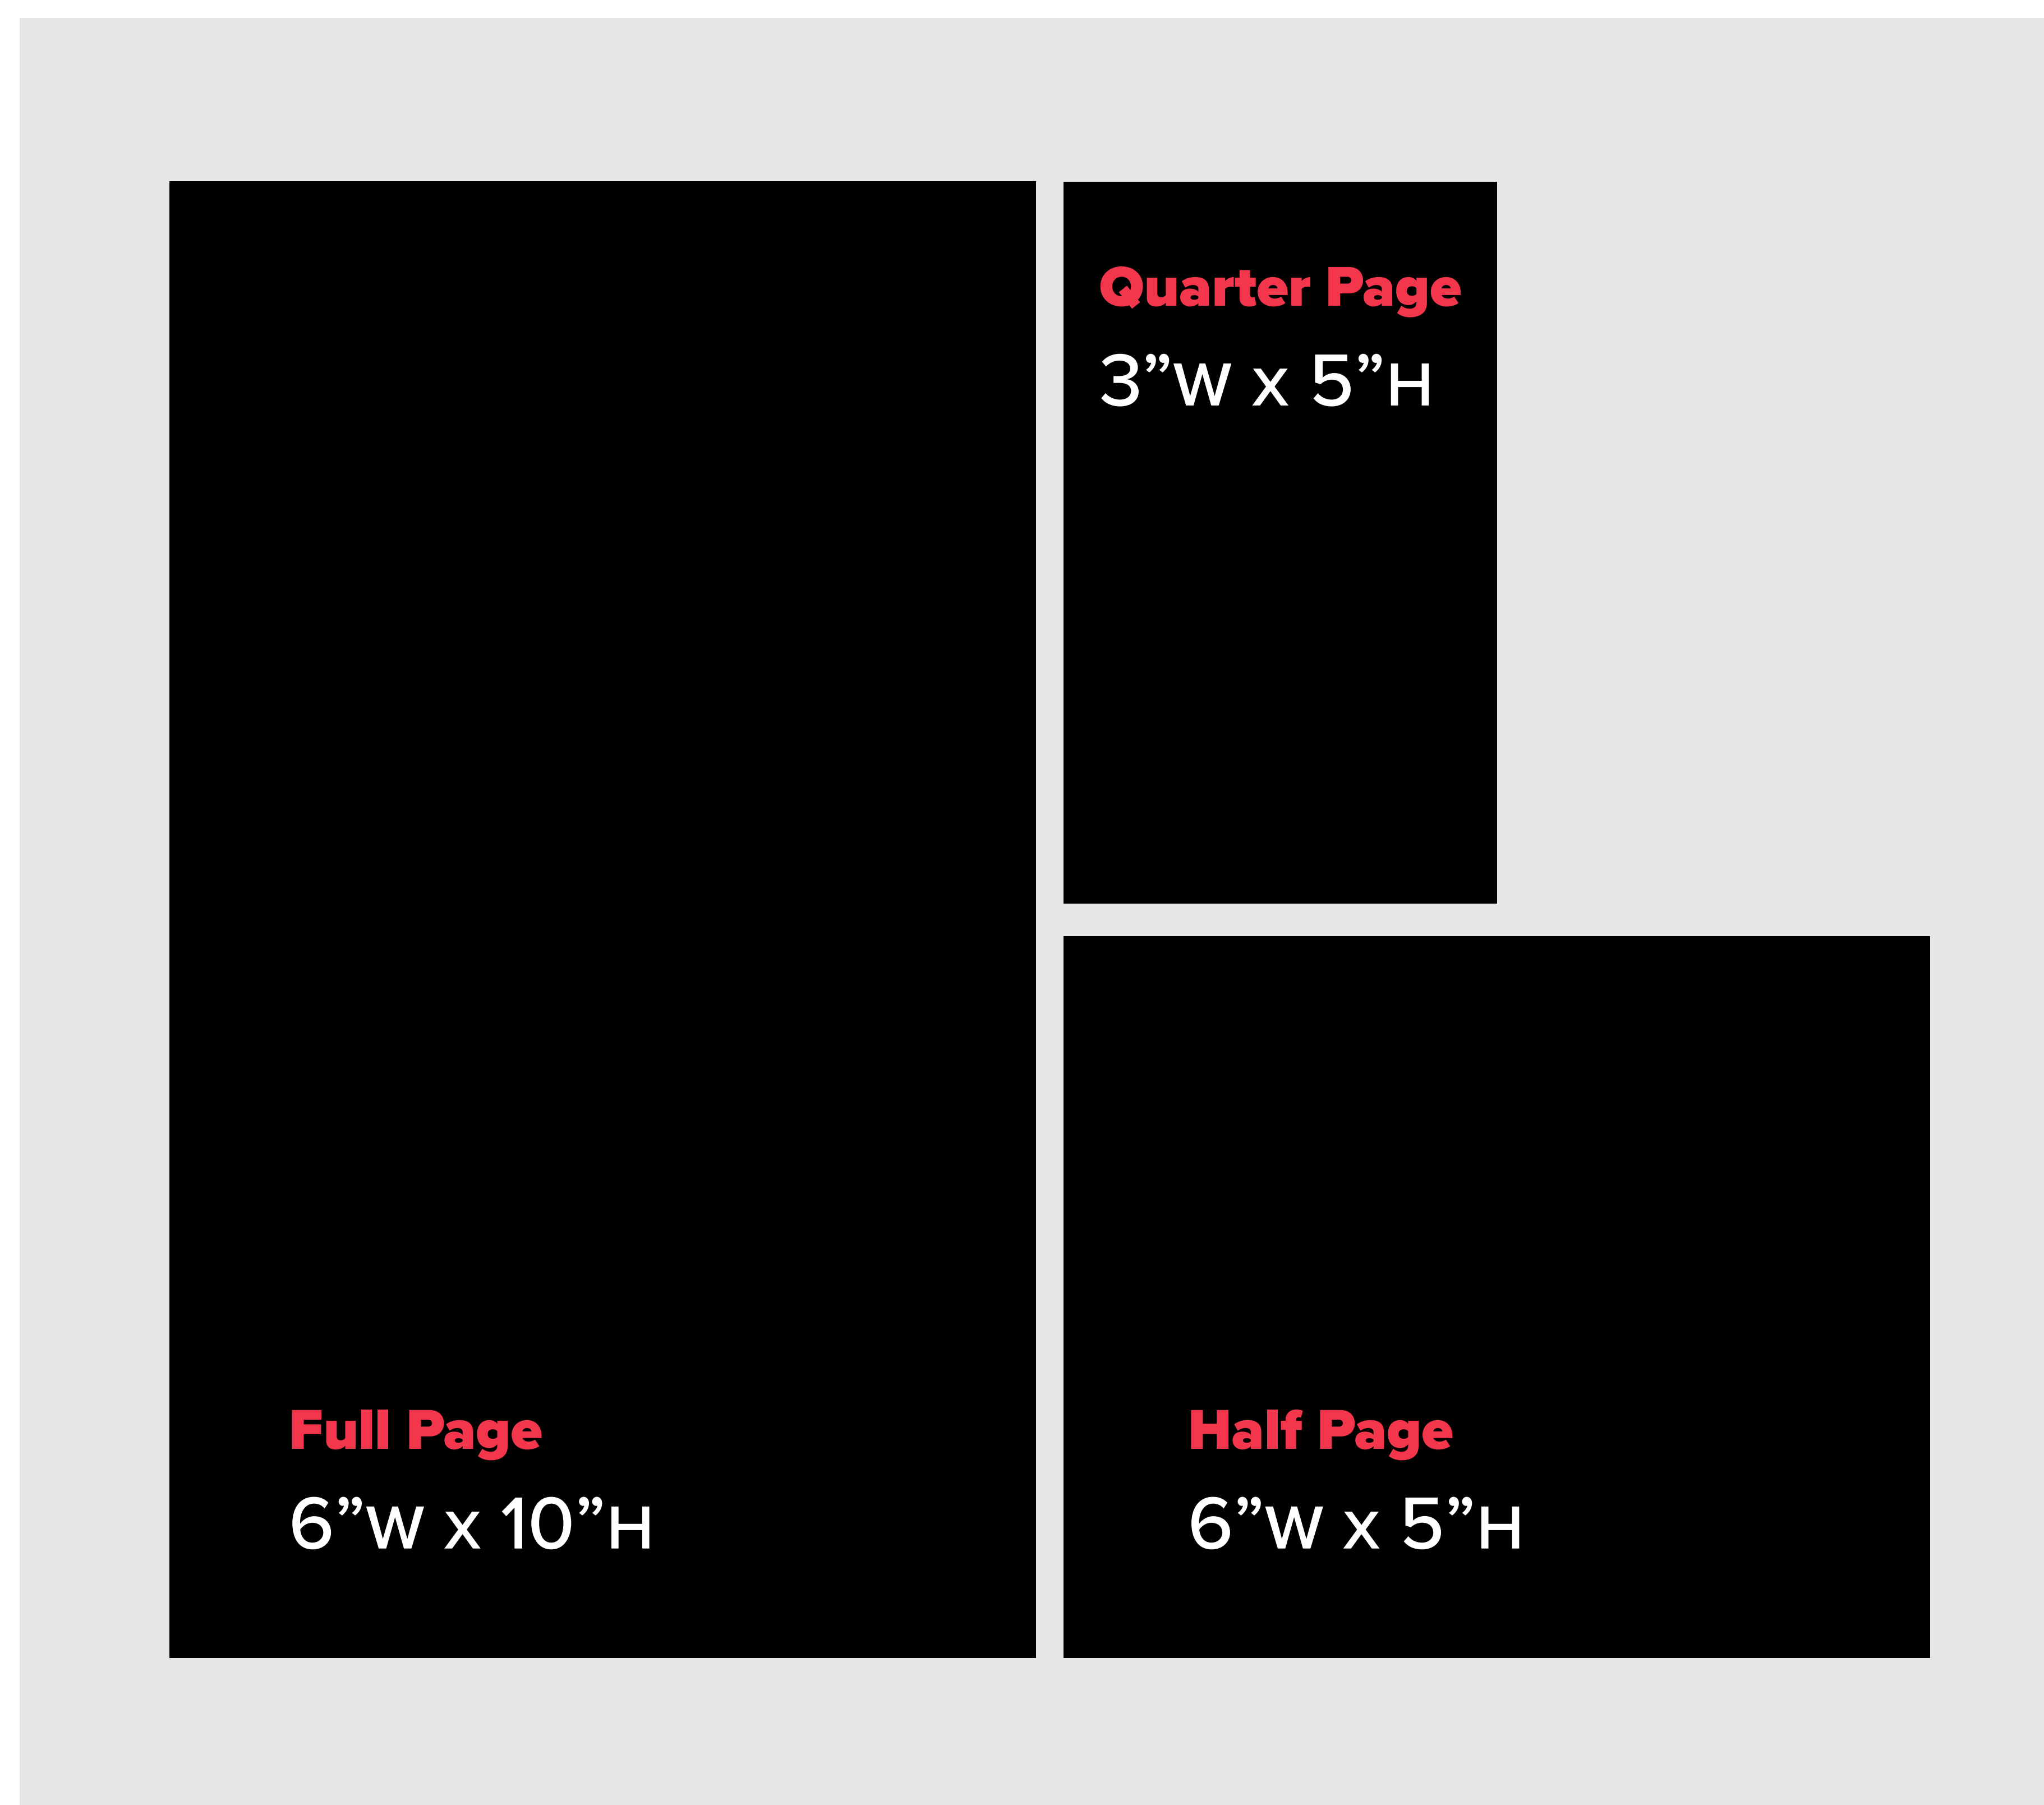 Quarter Page
3”W x 5”H
Full Page
6”W x 10”H
Half Page
6”W x 5”H